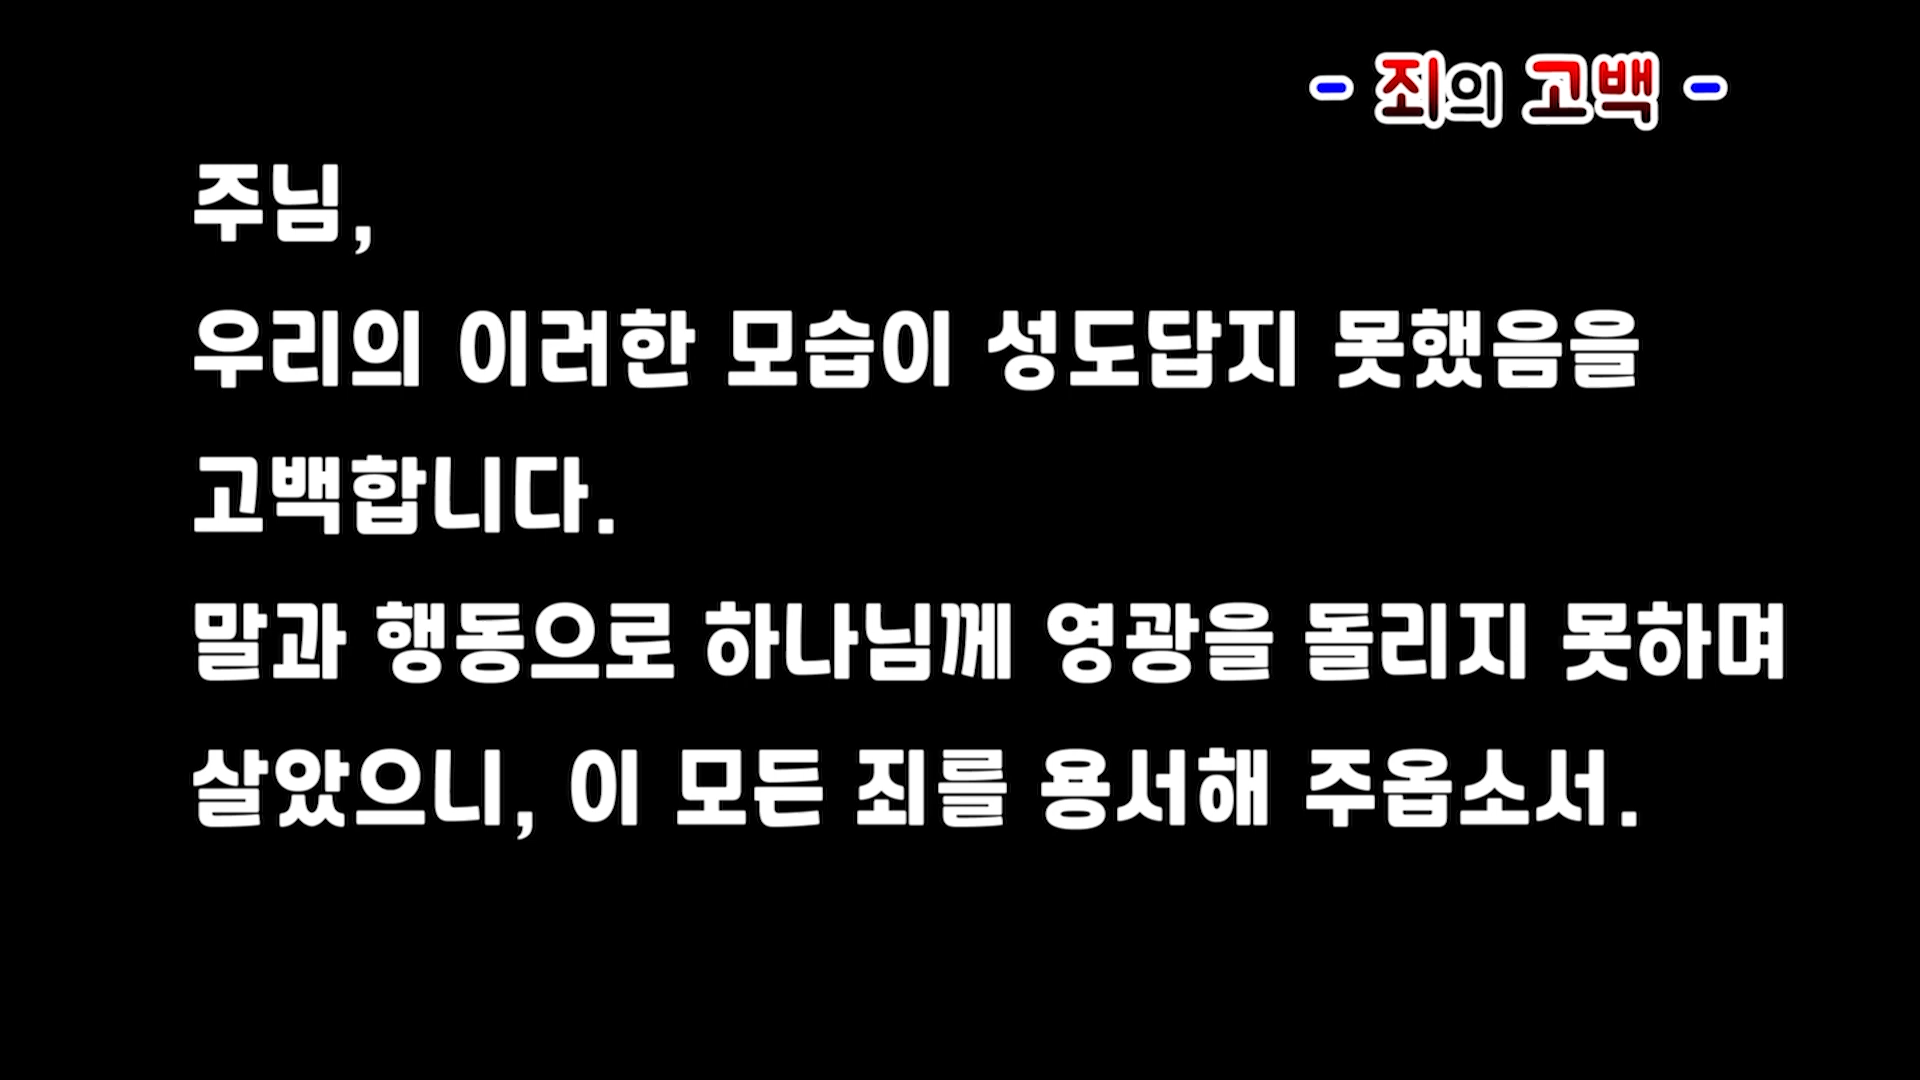 - 죄의 고백 -
주님,
우리의 이러한 모습이 성도답지 못했음을
고백합니다.
말과 행동으로 하나님께 영광을 돌리지 못하며
살았으니, 이 모든 죄를 용서해 주옵소서.